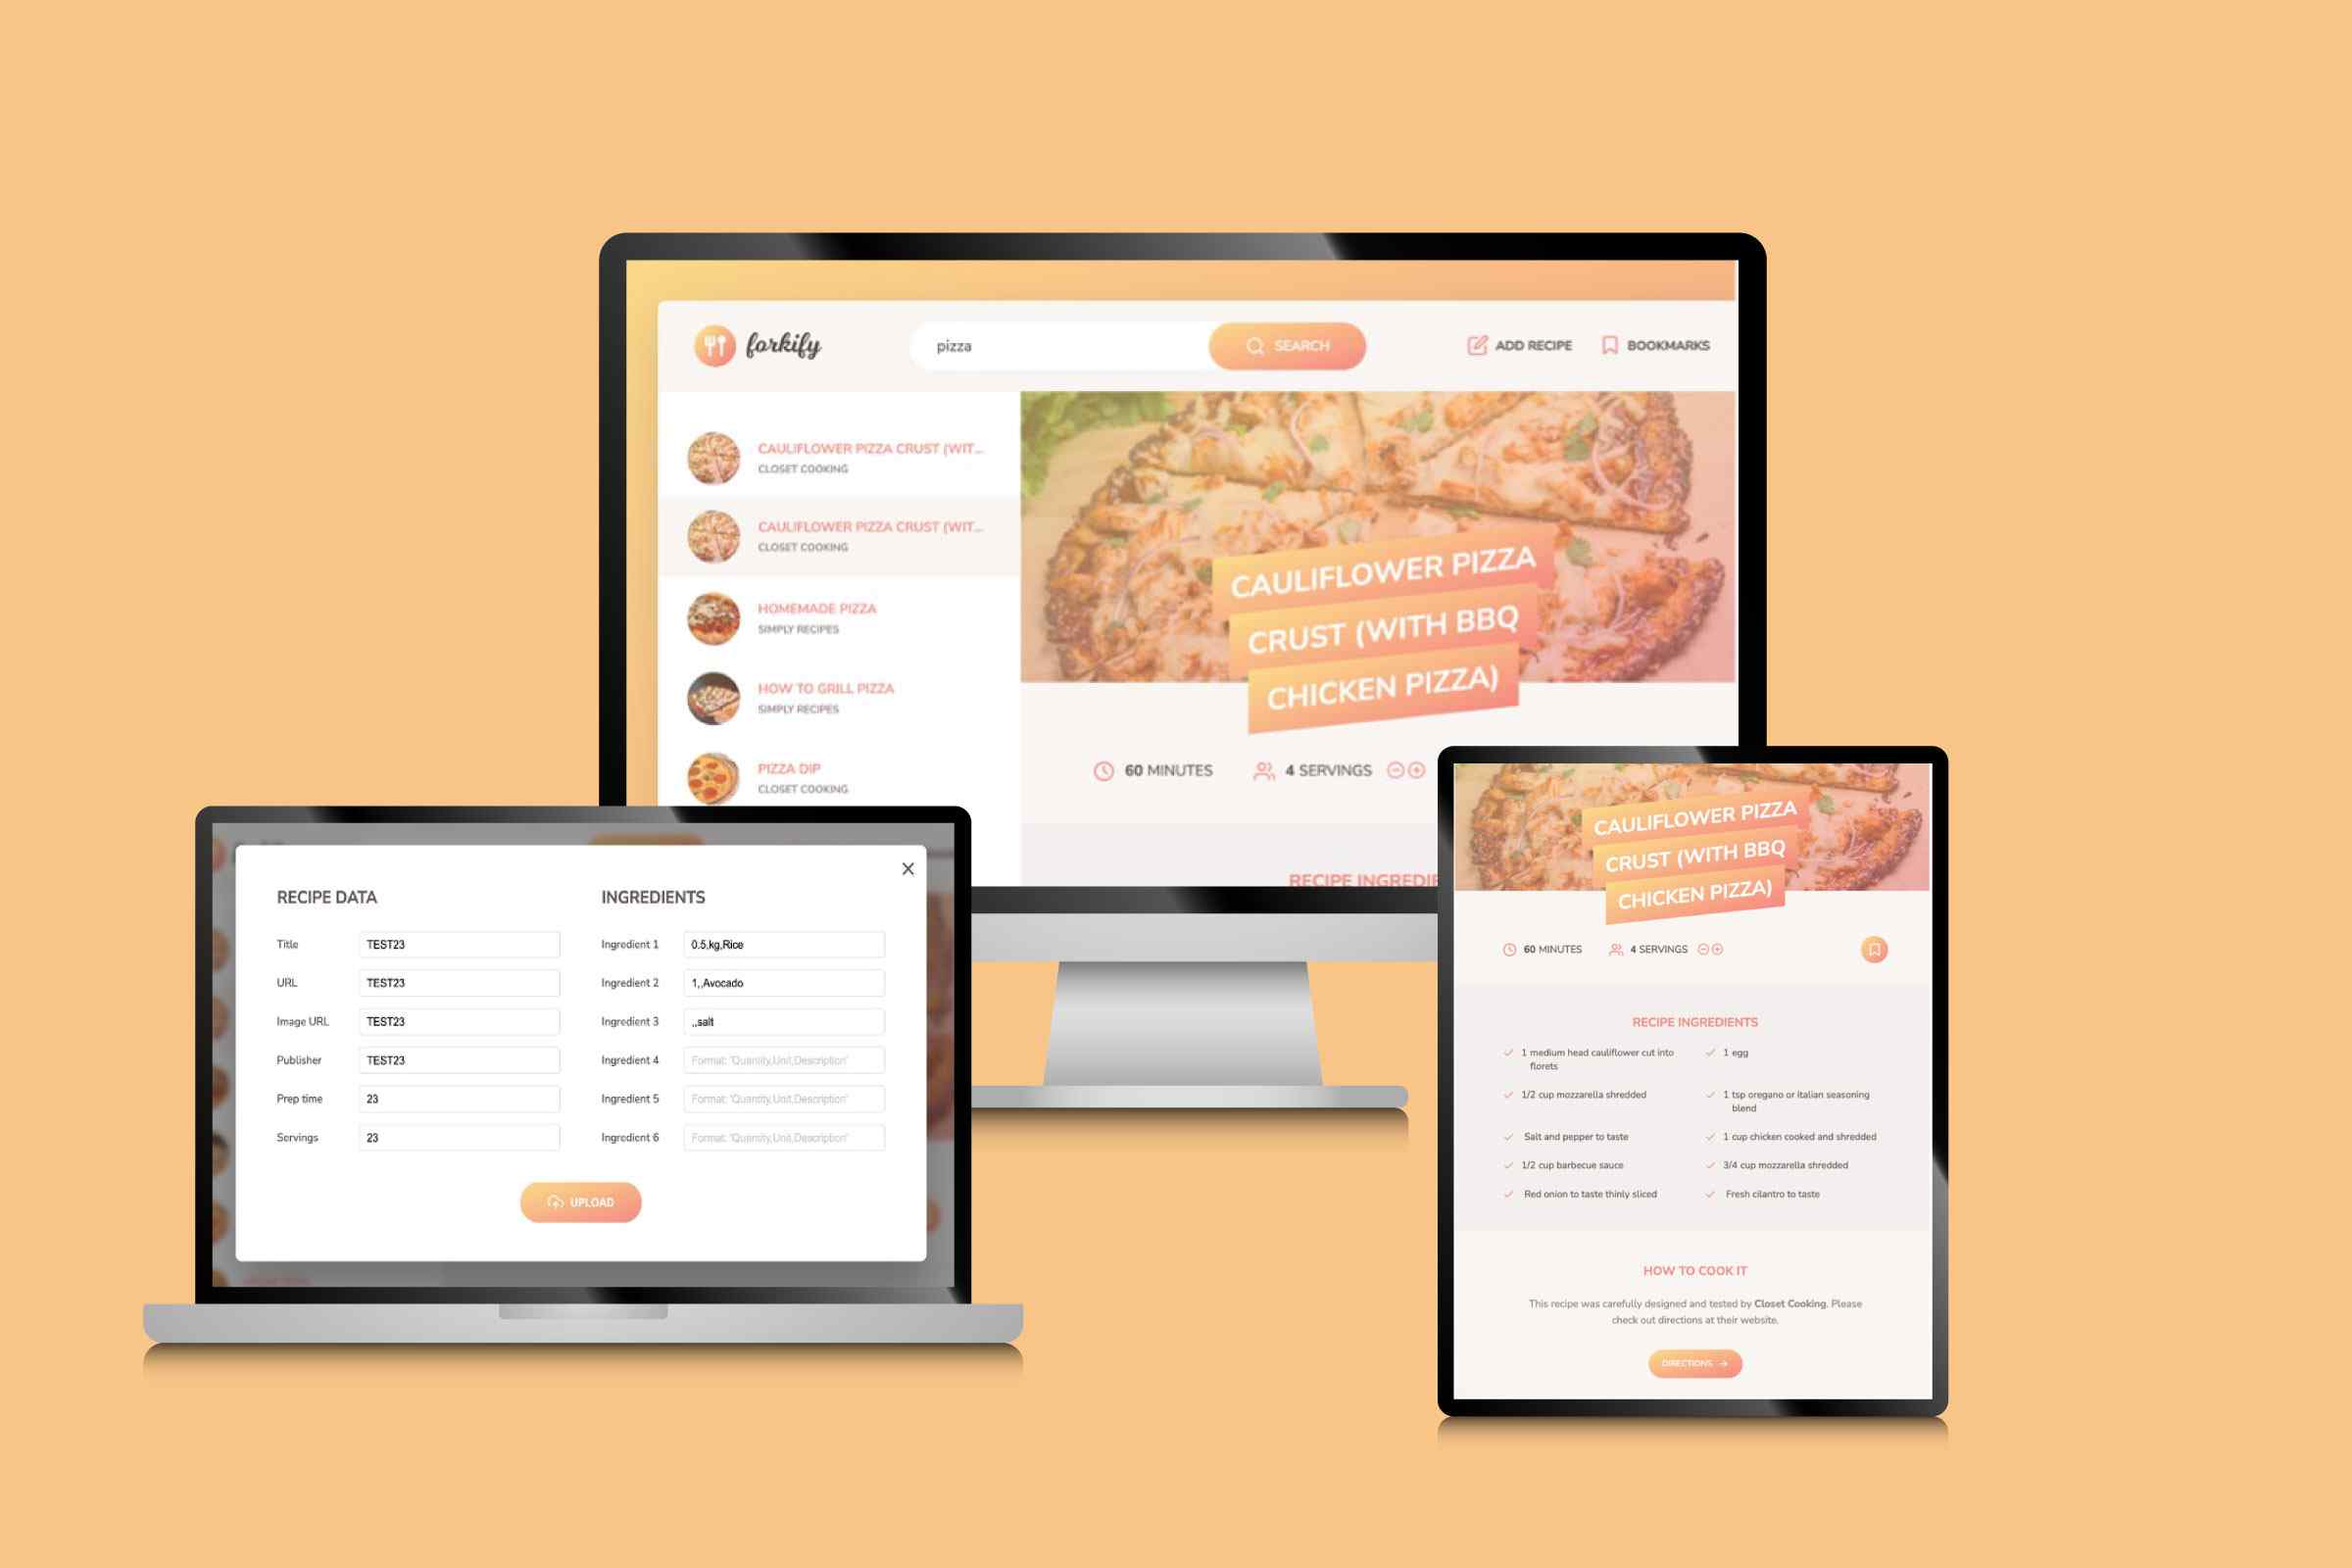 forkify
pizza
SEARCH
ADD RECIPE
BOOKMARKS
CAULIFLOWER PIZZA CRUST (WIT...
CLOSET COOKING
CAULIFLOWER PIZZA CRUST (WIT...
CLOSET COOKING
HOMEMADE PIZZA
SIMPLY RECIPES
HOW TO GRILL PIZZA
SIMPLY RECIPES
PIZZA DIP
CLOSET COOKING
CAULIFLOWER PIZZA
CRUST (WITH BBQ
CHICKEN PIZZA)
60 MINUTES
4 SERVINGS
RECIPE INGREDIE
RECIPE DATA
Title TEST23
URL TEST23
Image URL TEST23
Publisher TEST23
Prep time 23
Servings 23
INGREDIENTS
Ingredient 1 0.5,kg,Rice
Ingredient 2 1,,Avocado
Ingredient 3 ,,salt
Ingredient 4 Format: 'Quantity,Unit,Description'
Ingredient 5 Format: 'Quantity,Unit,Description'
Ingredient 6 Format: 'Quantity,Unit,Description'
UPLOAD
CAULIFLOWER PIZZA
CRUST (WITH BBQ
CHICKEN PIZZA)
60 MINUTES
4 SERVINGS
RECIPE INGREDIENTS
1 medium head cauliflower cut into
florets
1 egg
1/2 cup mozzarella shredded
1 tsp oregano or italian seasoning
blend
Salt and pepper to taste
1 cup chicken cooked and shredded
1/2 cup barbecue sauce
3/4 cup mozzarella shredded
Red onion to taste thinly sliced
Fresh cilantro to taste
HOW TO COOK IT
This recipe was carefully designed and tested by Closet Cooking. Please
check out directions at their website.
DIRECTIONS →